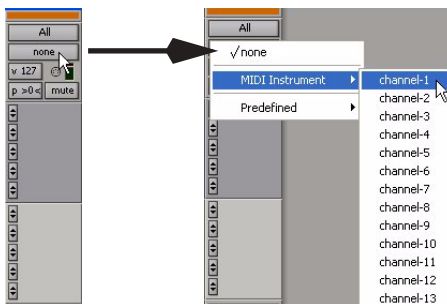 All
none
v 127
p >0< mute
All
√none
MIDI Instrument
Predefined
channel-1
channel-2
channel-3
channel-4
channel-5
channel-6
channel-7
channel-8
channel-9
channel-10
channel-11
channel-12
channel-13